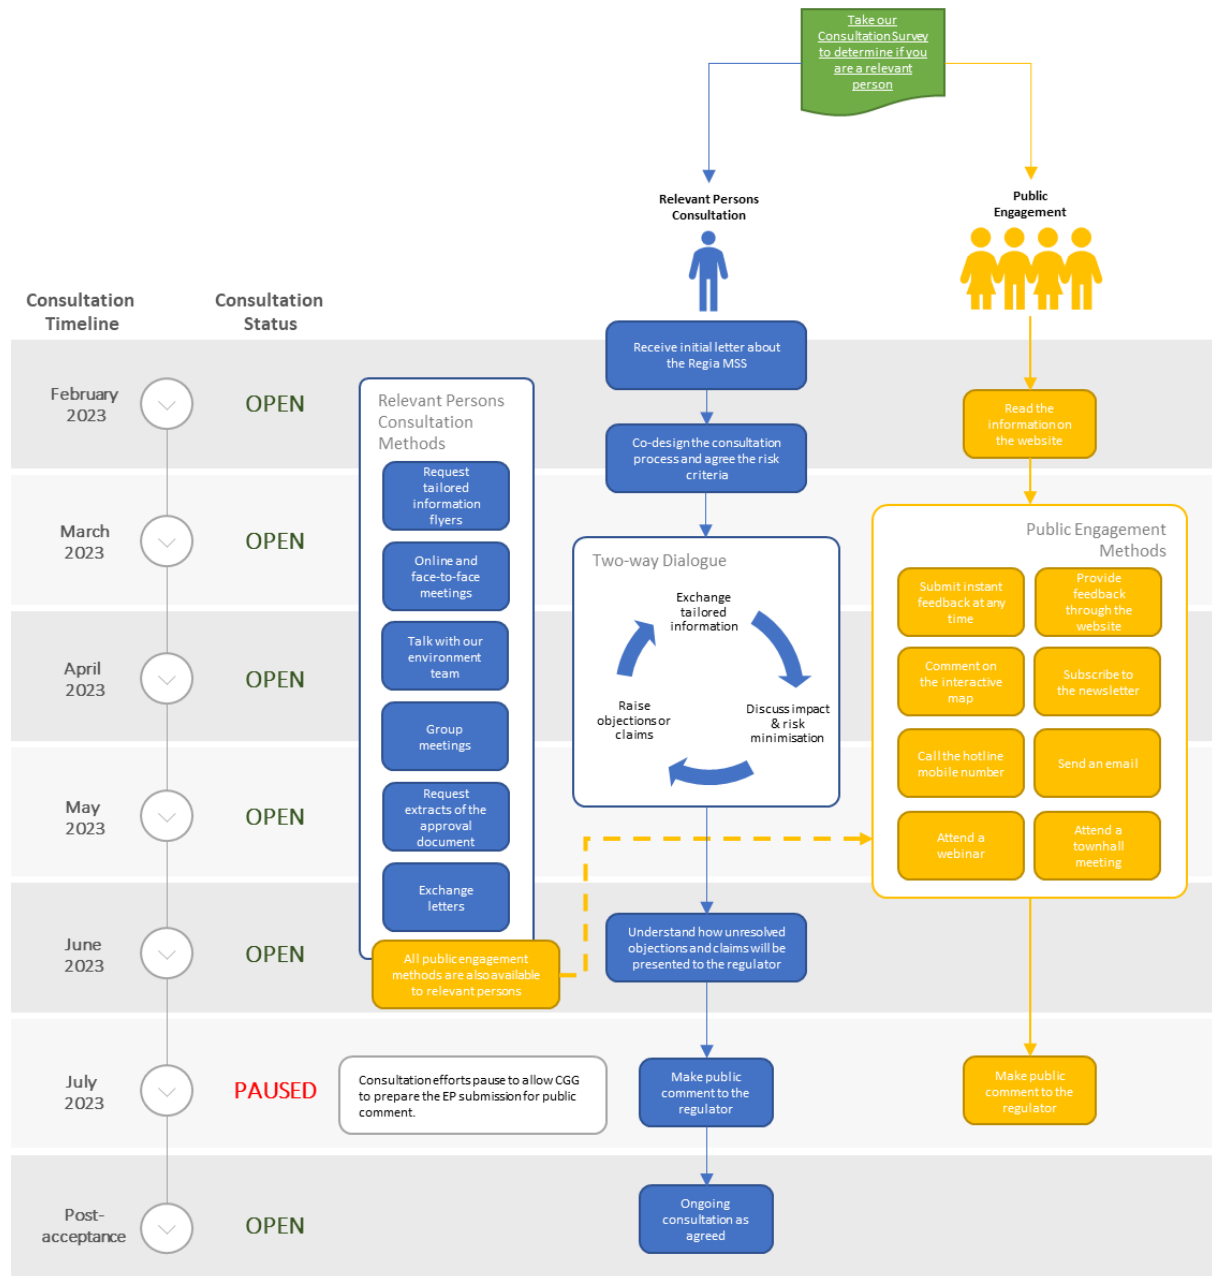 Take our
Consultation Survey
to determine if you
are a relevant
person
Relevant Persons
Consultation
Public
Engagement
Consultation
Timeline
Consultation
Status
February
2023
OPEN
March
2023
OPEN
April
2023
OPEN
May
2023
OPEN
June
2023
OPEN
July
2023
PAUSED
Post-
acceptance
OPEN
Relevant Persons
Consultation
Methods
Request
tailored
information
flyers
Online and
face-to-face
meetings
Talk with our
environment
team
Group
meetings
Request
extracts of the
approval
document
Exchange
letters
All public engagement
methods are also available
to relevant persons
Consultation efforts pause to allow CGG
to prepare the EP submission for public
comment.
Receive initial letter about
the Regia MSS
Co-design the consultation
process and agree the risk
criteria
Two-way Dialogue
Exchange
tailored
information
Discuss impact
& risk
minimisation
Raise
objections or
claims
Understand how unresolved
objections and claims will be
presented to the regulator
Make public
comment to the
regulator
Ongoing
consultation as
agreed
Read the
information on
the website
Public Engagement
Methods
Submit instant
feedback at any
time
Provide
feedback
through the
website
Comment on
the interactive
map
Subscribe to
the newsletter
Call the hotline
mobile number
Send an email
Attend a
webinar
Attend a
townhall
meeting
Make public
comment to the
regulator